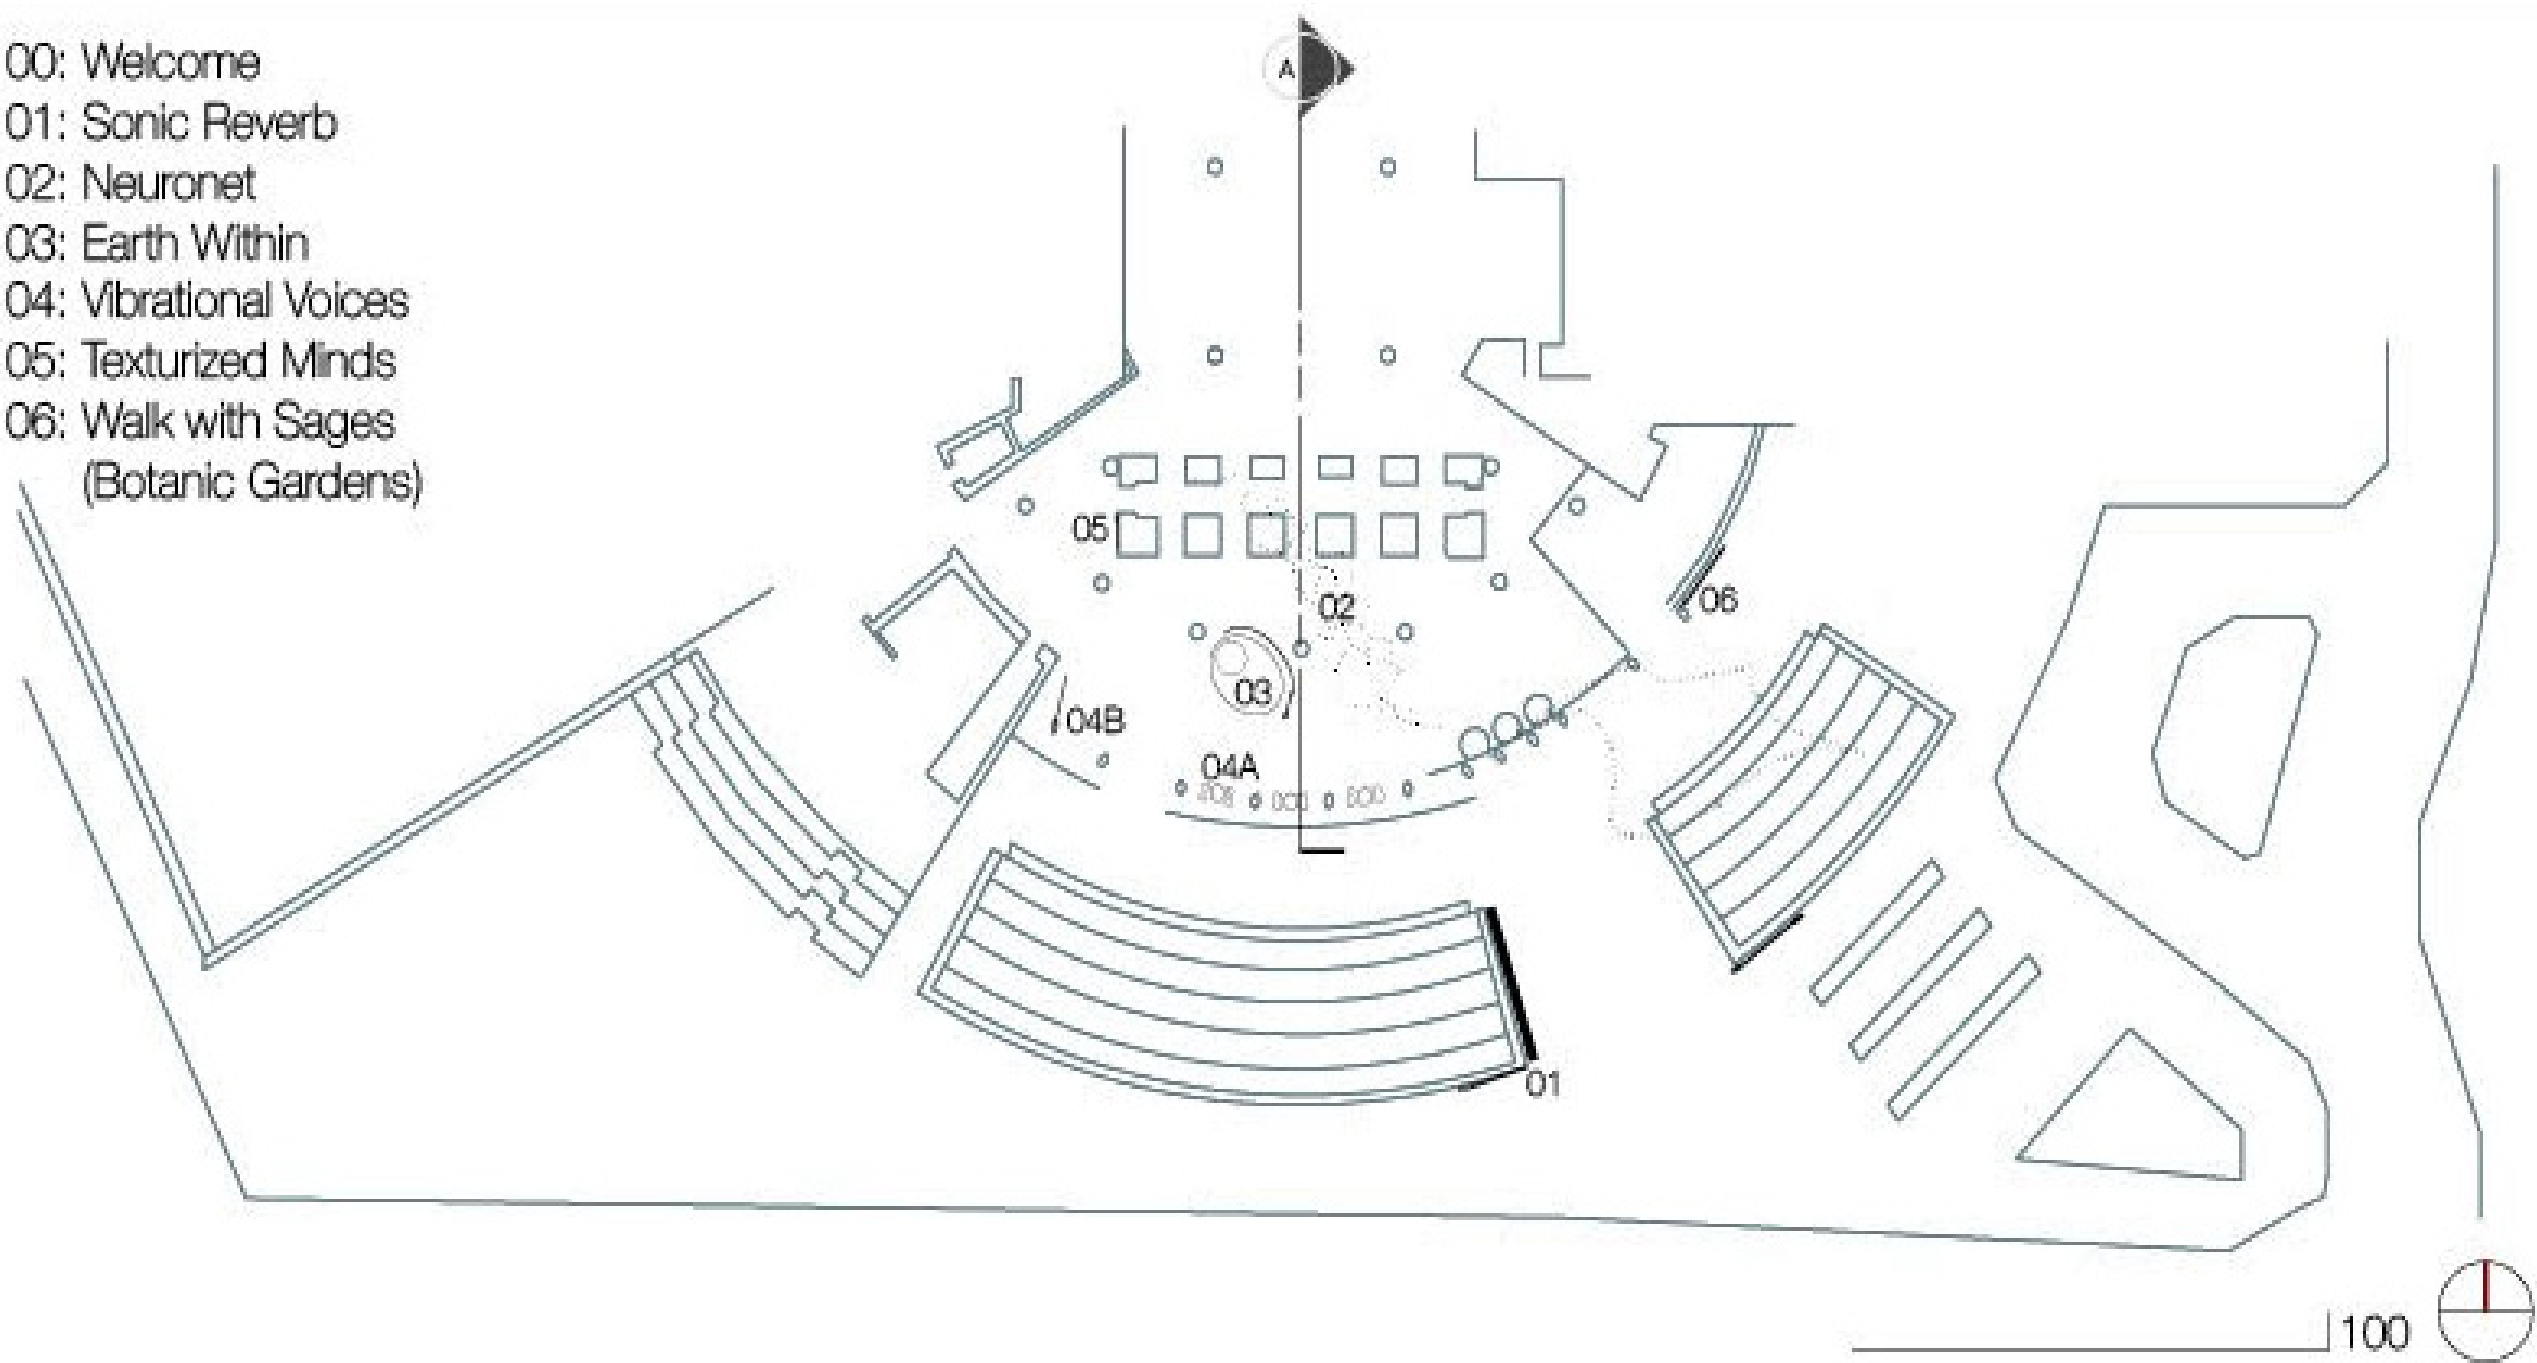 00: Welcome
01: Sonic Reverb
02: Neuronet
03: Earth Within
04: Vibrational Voices
05: Texturized Minds
06: Walk with Sages
(Botanic Gardens)
A
05
02
06
03
04B
04A
01
100